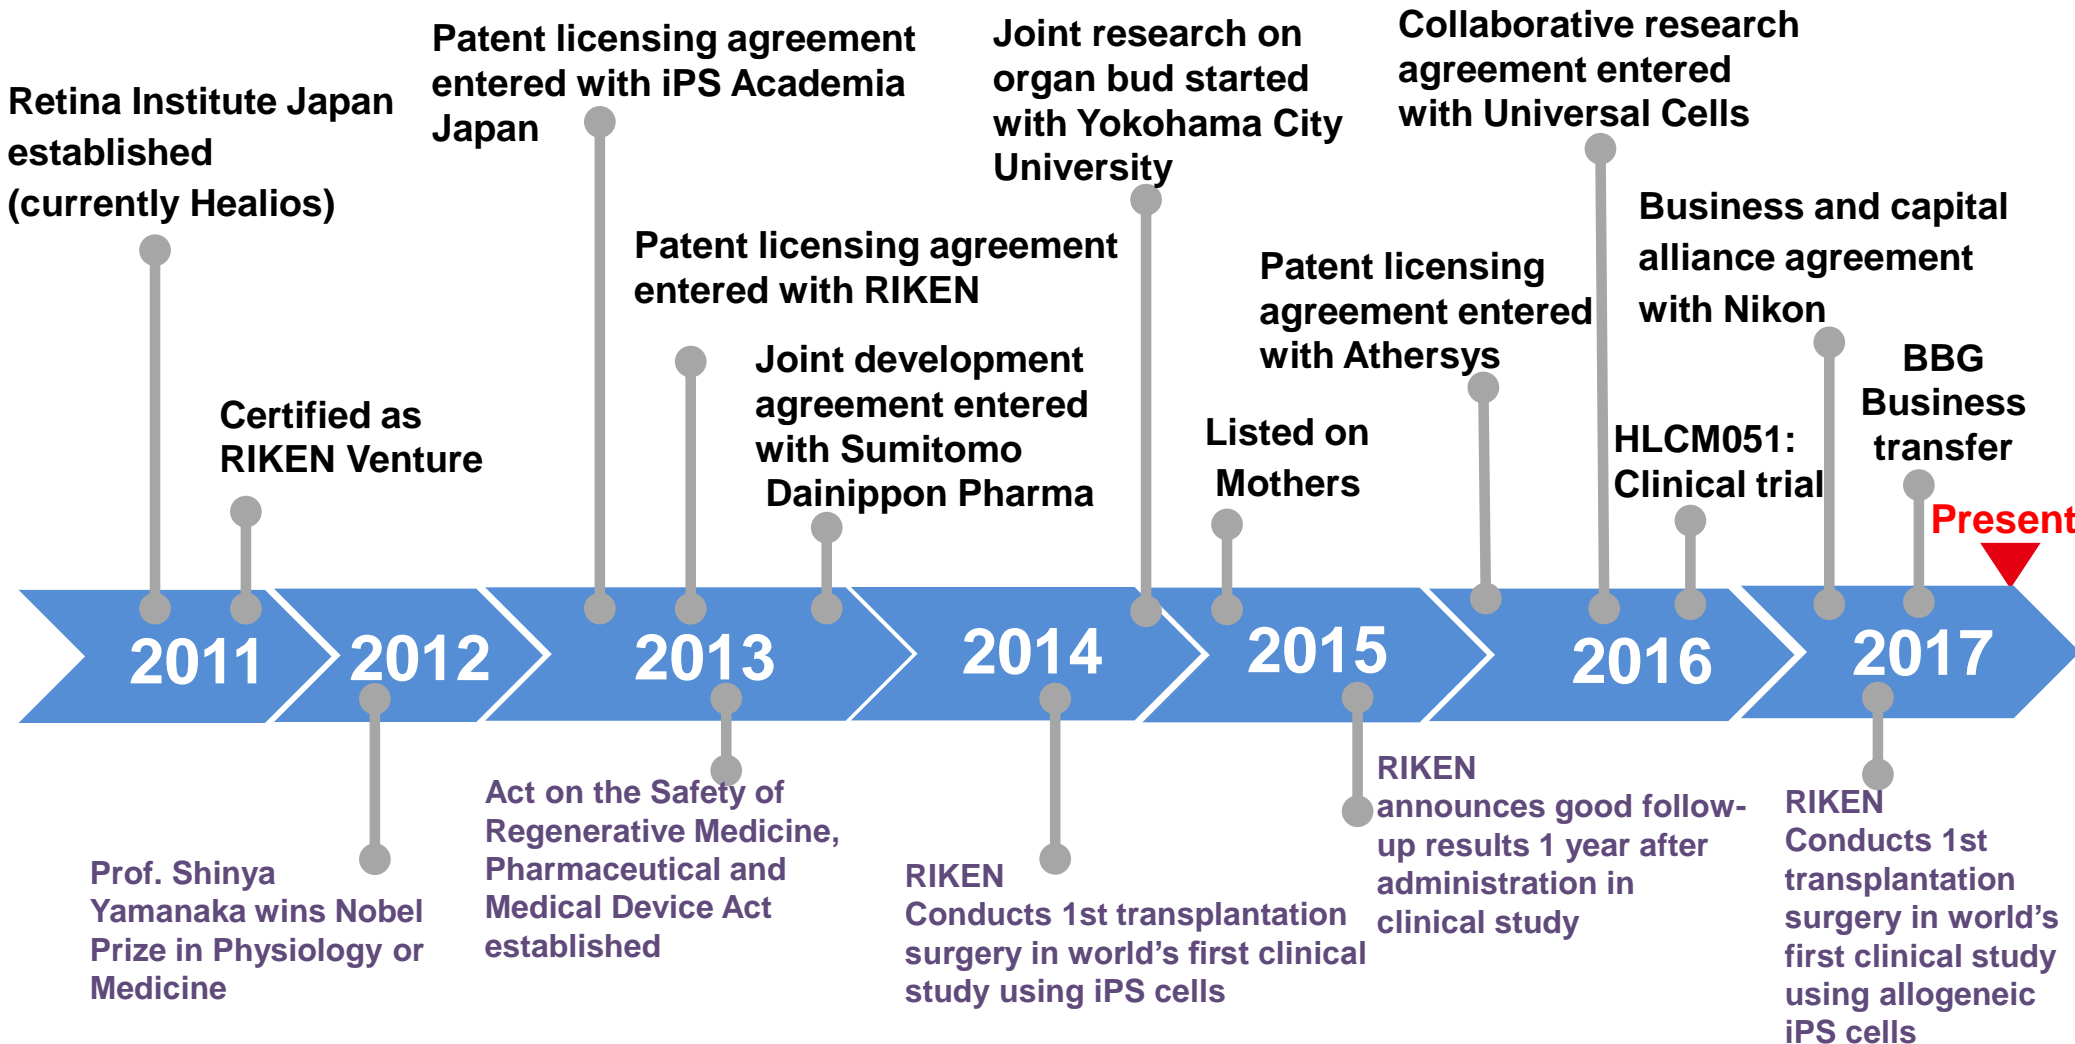 Retina Institute Japan
established
(currently Healios)
Certified as
RIKEN Venture
Patent licensing agreement
entered with iPS Academia
Japan
Patent licensing agreement
entered with RIKEN
Joint development
agreement entered
with Sumitomo
Dainippon Pharma
Joint research on
organ bud started
with Yokohama City
University
Listed on
Mothers
Patent licensing
agreement entered
with Athersys
Collaborative research
agreement entered
with Universal Cells
HLCM051:
Clinical trial
Business and capital
alliance agreement
with Nikon
BBG
Business
transfer
Present
2011
2012
2013
2014
2015
2016
2017
Prof. Shinya
Yamanaka wins Nobel
Prize in Physiology or
Medicine
Act on the Safety of
Regenerative Medicine,
Pharmaceutical and
Medical Device Act
established
RIKEN
Conducts 1st transplantation
surgery in world’s first clinical
study using iPS cells
RIKEN
announces good follow-
up results 1 year after
administration in
clinical study
RIKEN
Conducts 1st
transplantation
surgery in world’s
first clinical study
using allogeneic
iPS cells